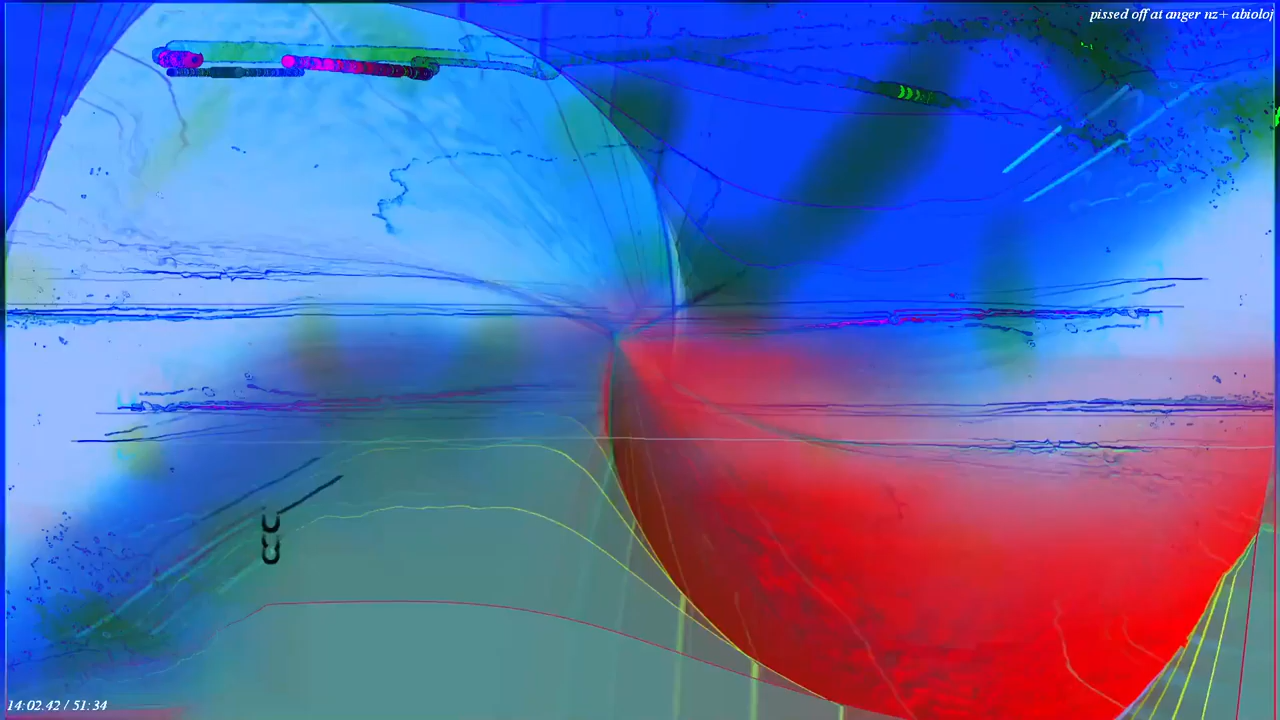 pissed off at anger nz+ abioloj
14:02.42 / 51:34